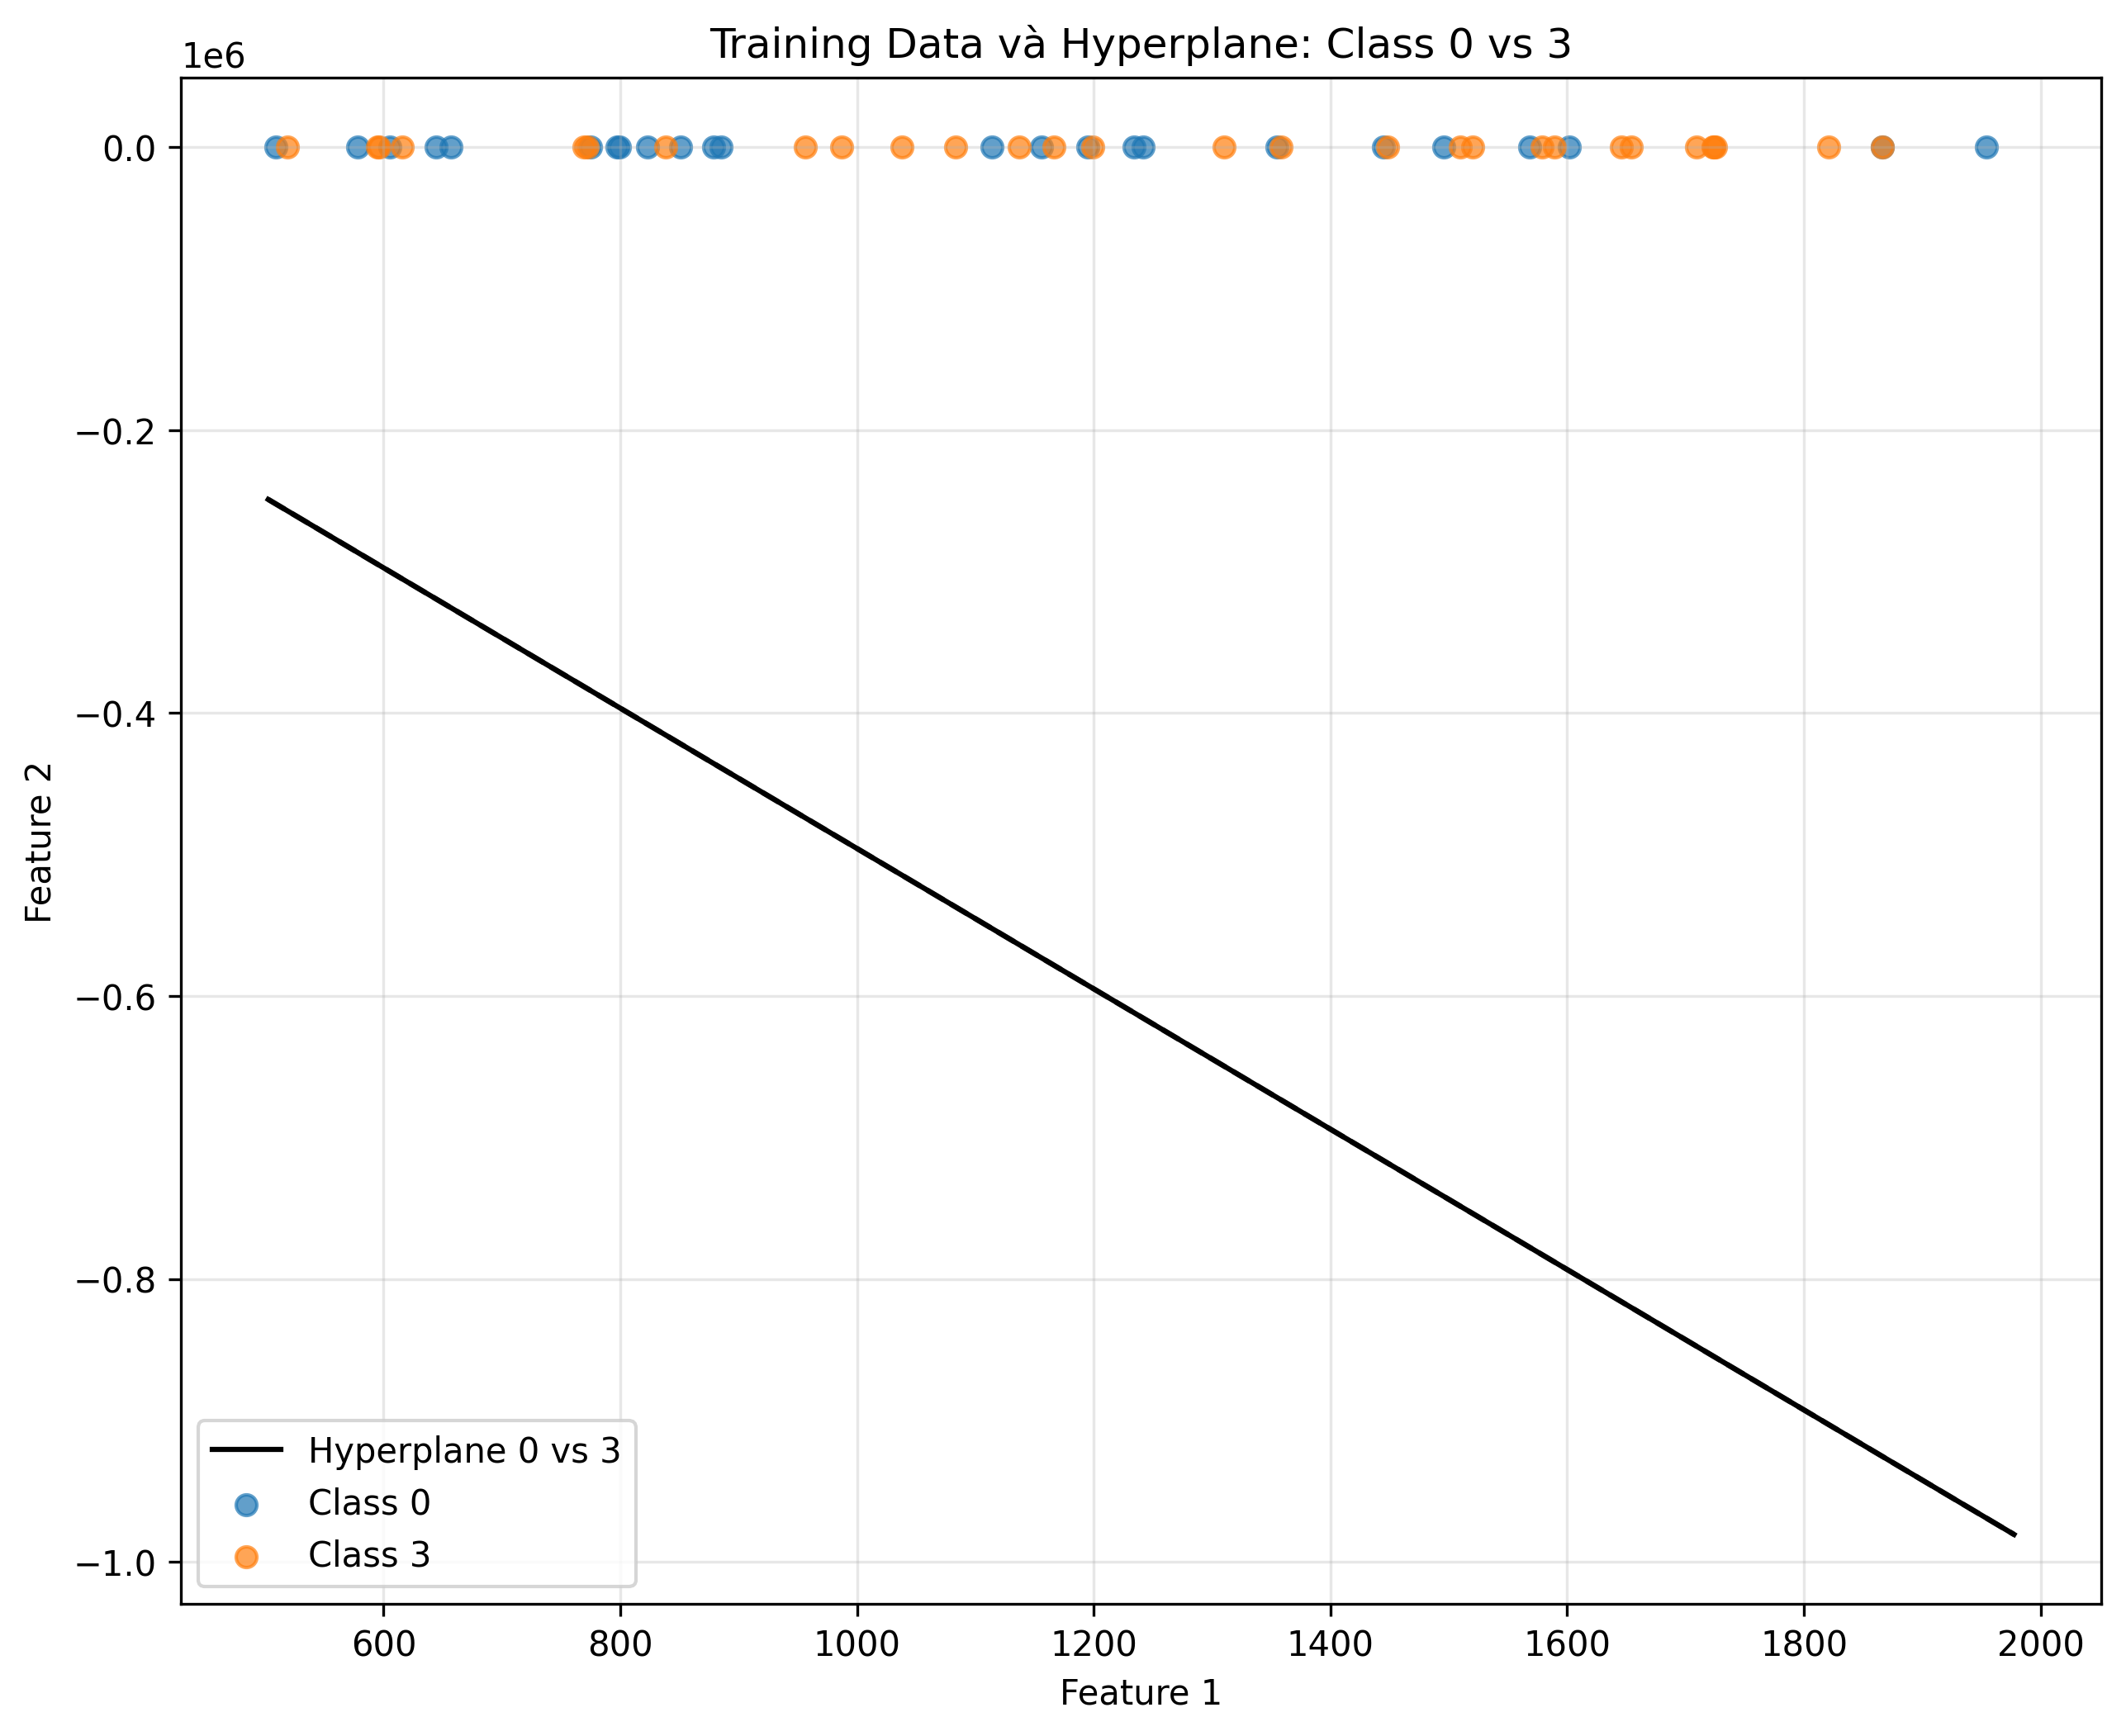 Training Data và Hyperplane: Class 0 vs 3
1e6
0.0
−0.2
−0.4
−0.6
−0.8
−1.0
Feature 2
Hyperplane 0 vs 3
Class 0
Class 3
600 800 1000 1200 1400 1600 1800 2000
Feature 1